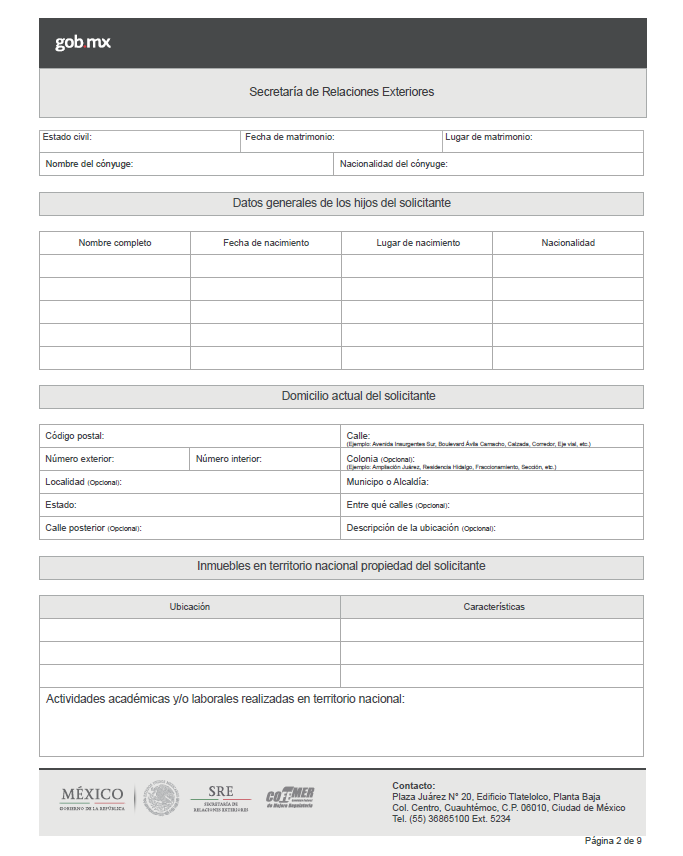 gob.mx
Secretaría de Relaciones Exteriores
Estado civil: Fecha de matrimonio: Lugar de matrimonio:
Nombre del cónyuge: Nacionalidad del cónyuge:
Datos generales de los hijos del solicitante
Nombre completo Fecha de nacimiento Lugar de nacimiento Nacionalidad
Domicilio actual del solicitante
Código postal: Calle:
(Ejemplo: Avenida Insurgentes Sur, Boulevard Ávila Camacho, Calzada, Corredor, Eje vial, etc.)
Número exterior: Número interior: Colonia (Opcional):
(Ejemplo: Ampliación Juárez, Residencia Hidalgo, Fraccionamiento, Sección, etc.)
Localidad (Opcional): Municipo o Alcaldía:
Estado: Entre qué calles (Opcional):
Calle posterior (Opcional): Descripción de la ubicación (Opcional):
Inmuebles en territorio nacional propiedad del solicitante
Ubicación Características
Actividades académicas y/o laborales realizadas en territorio nacional:
MÉXICO
GOBIERNO DE LA REPÚBLICA
SRE
SECRETARÍA DE
RELACIONES EXTERIORES
COFEMER
Contacto:
Plaza Juárez N° 20, Edificio Tlatelolco, Planta Baja
Col. Centro, Cuauhtémoc, C.P. 06010, Ciudad de México
Tel. (55) 36865100 Ext. 5234
Página 2 de 9